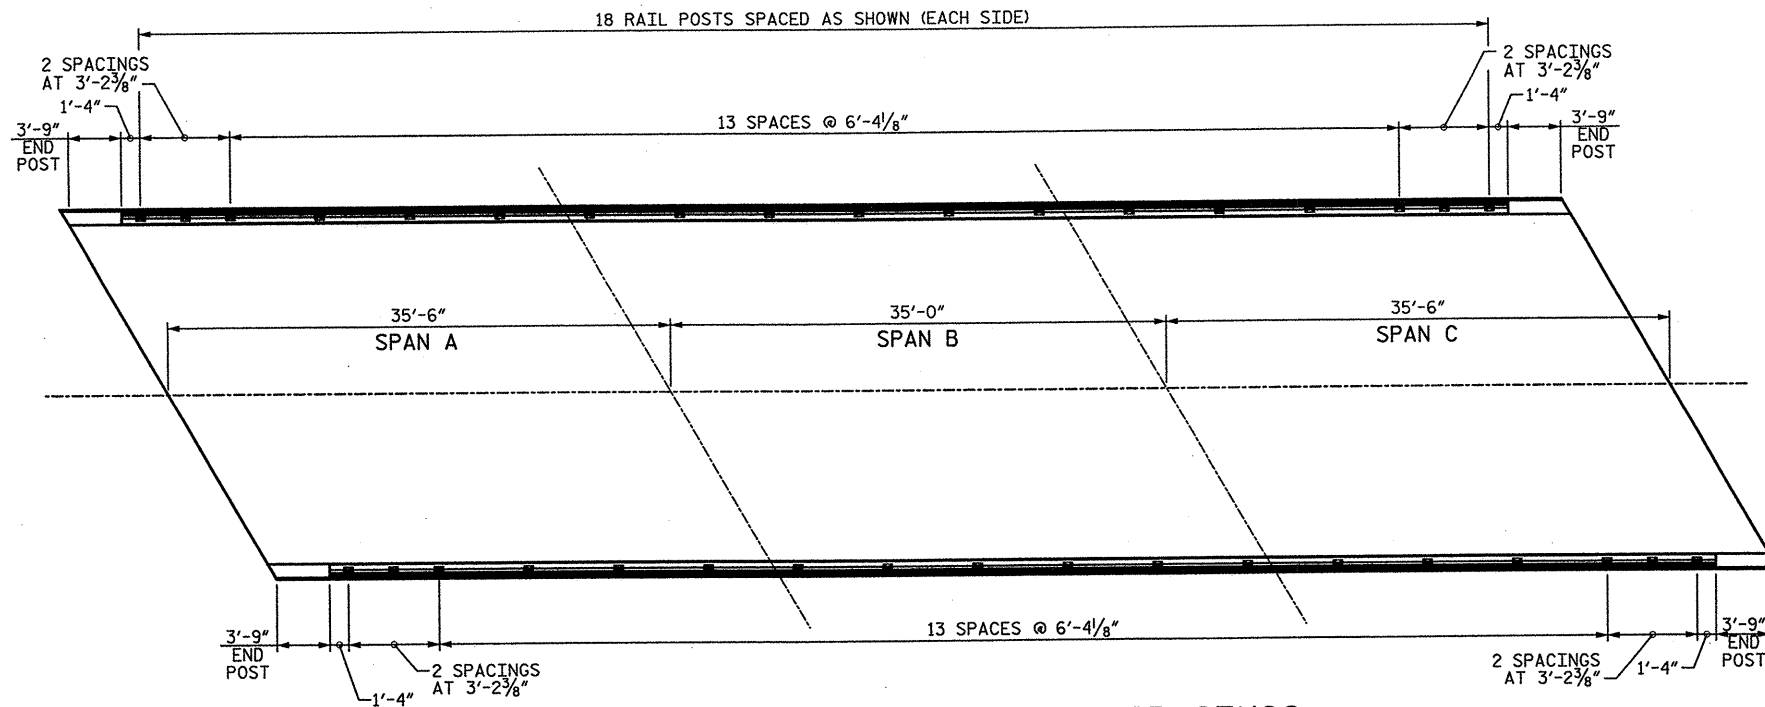 18 RAIL POSTS SPACED AS SHOWN (EACH SIDE)
2 SPACINGS
AT 3'-2⅜"
1'-4"
3'-9"
END
POST
13 SPACES @ 6'-4⅛"
2 SPACINGS
AT 3'-2⅜"
1'-4"
3'-9"
END
POST
35'-6"
SPAN A
35'-0"
SPAN B
35'-6"
SPAN C
3'-9"
END
POST
1'-4"
2 SPACINGS
AT 3'-2⅜"
13 SPACES @ 6'-4⅛"
2 SPACINGS
AT 3'-2⅜"
1'-4"
3'-9"
END
POST